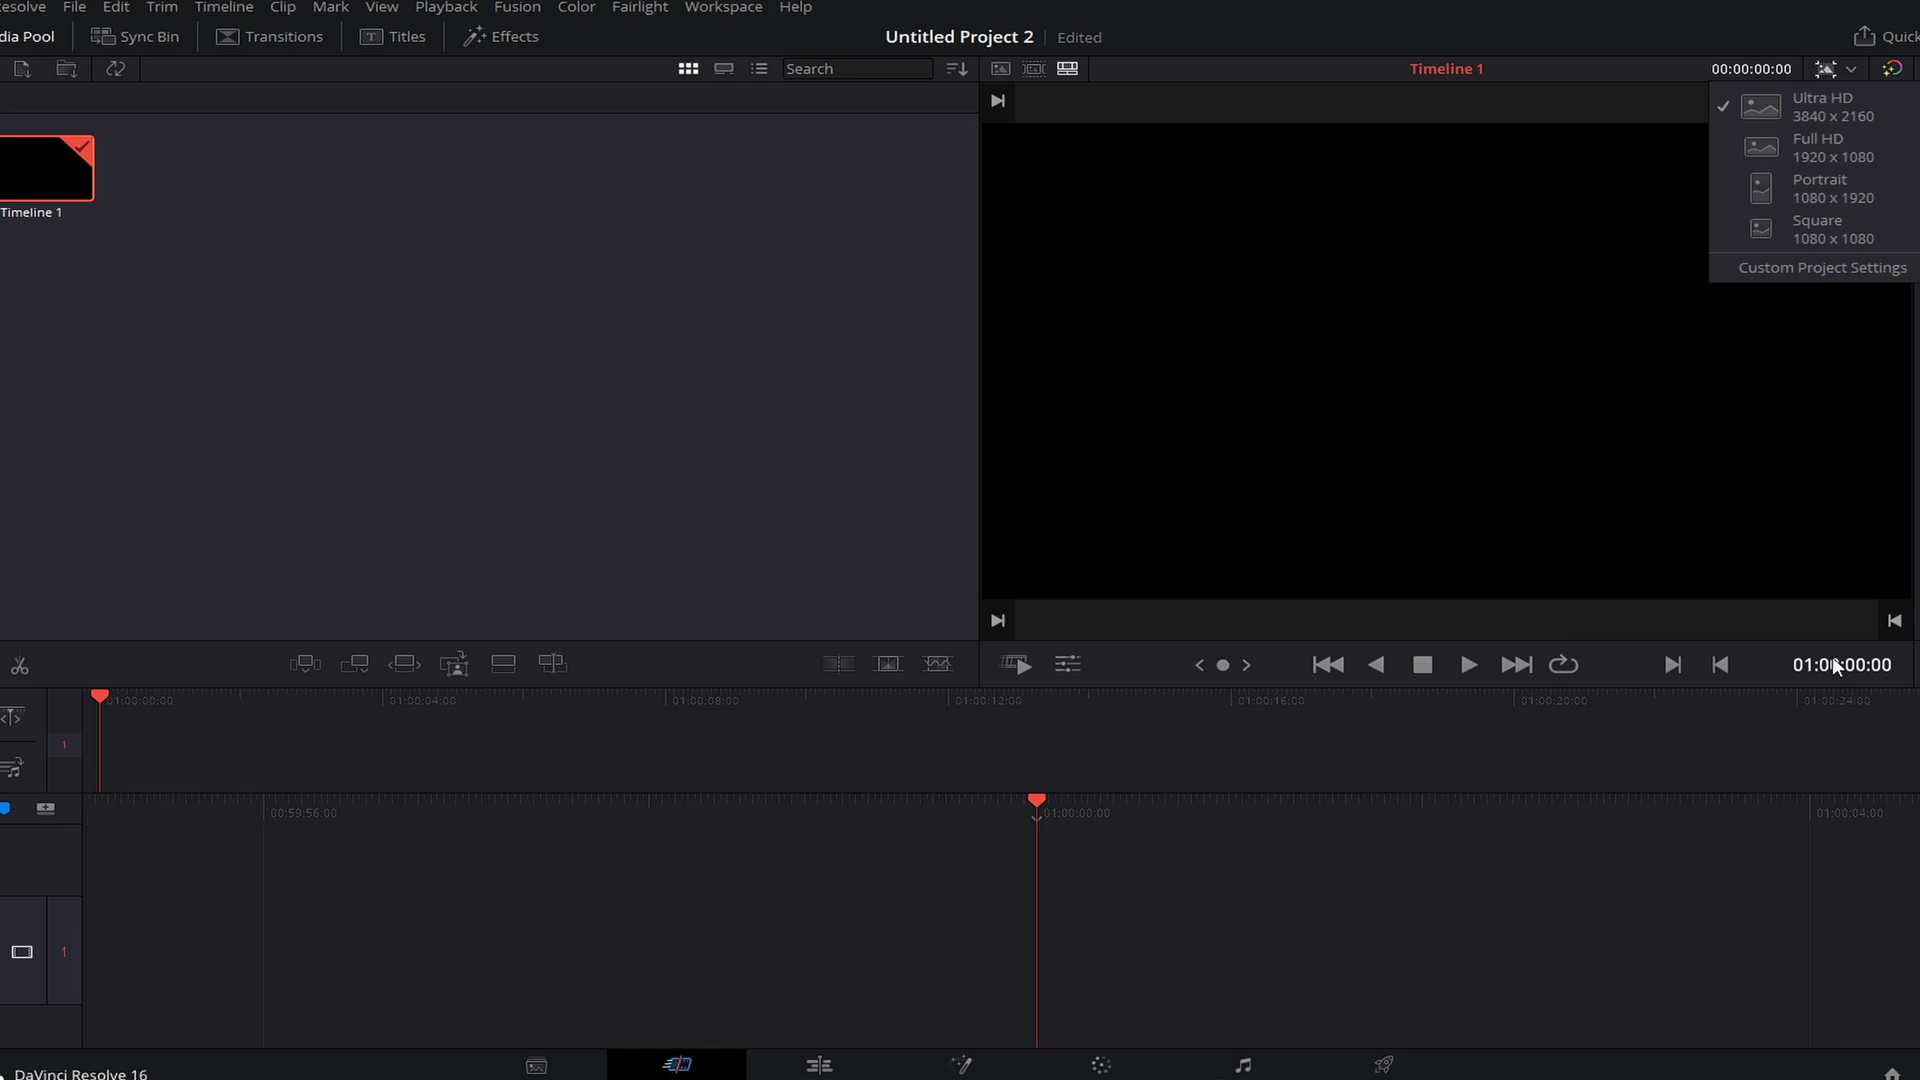 esolve File Edit Trim Timeline Clip Mark View Playback Fusion Color Fairlight Workspace Help
dia Pool Sync Bin Transitions Titles Effects Untitled Project 2 Edited Quick
Search Timeline 1 00:00:00:00
Ultra HD
3840 x 2160
Full HD
1920 x 1080
Portrait
1080 x 1920
Square
1080 x 1080
Custom Project Settings
Timeline 1
01:00:00:00
01:00:00:00 01:00:04:00 01:00:08:00 01:00:12:00 01:00:16:00 01:00:20:00 01:00:24:00
1
00:59:56:00 01:00:00:00 01:00:04:00
1
DaVinci Resolve 16